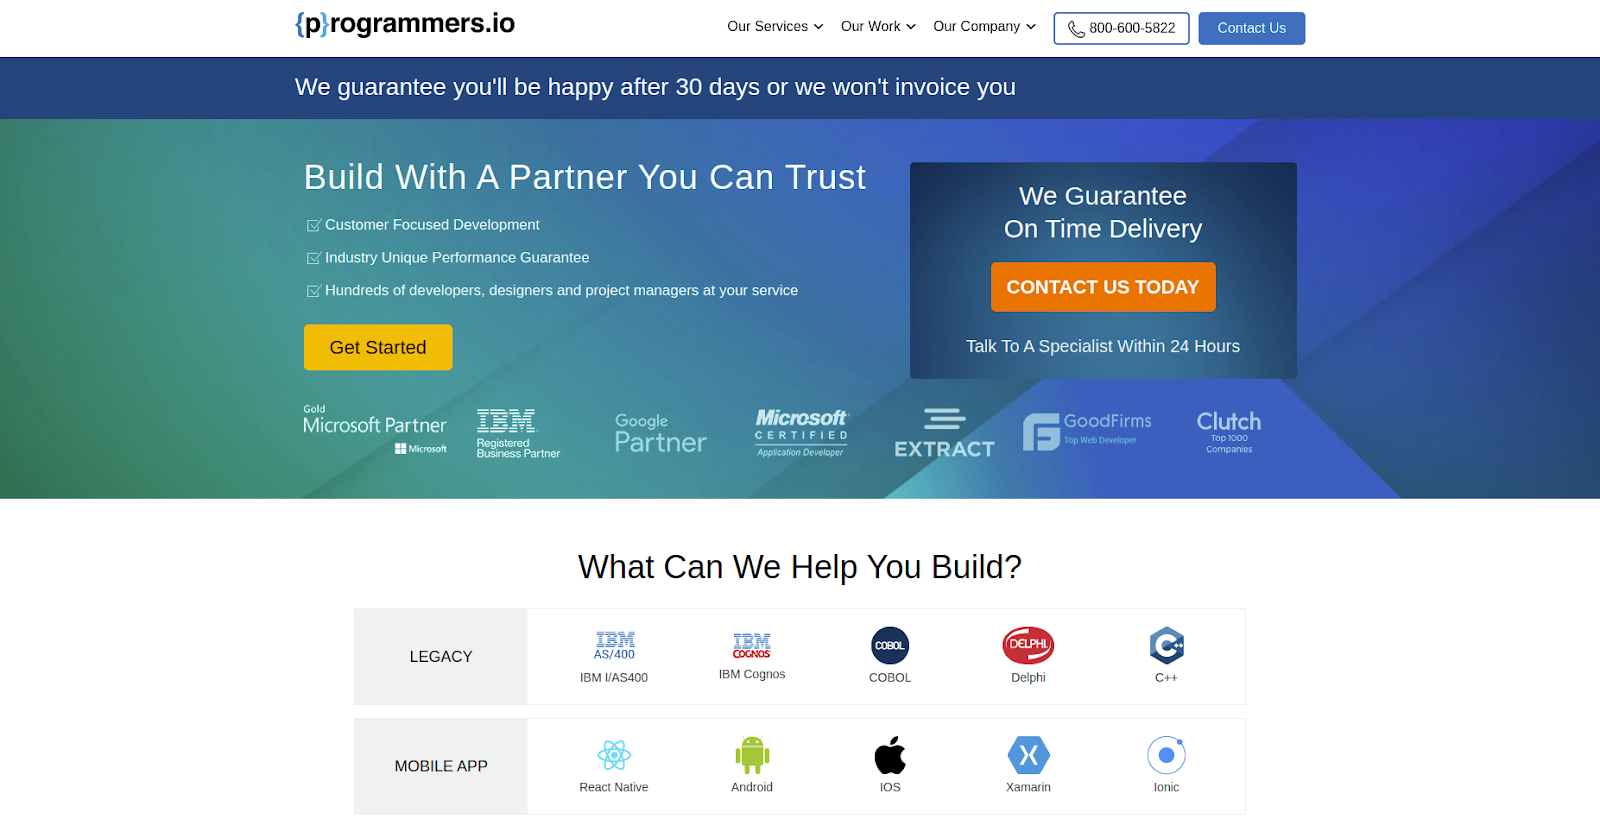 {p}rogrammers.io
Our Services Our Work Our Company 800-600-5822 Contact Us
We guarantee you'll be happy after 30 days or we won't invoice you
Build With A Partner You Can Trust
Customer Focused Development
Industry Unique Performance Guarantee
Hundreds of developers, designers and project managers at your service
Get Started
We Guarantee
On Time Delivery
CONTACT US TODAY
Talk To A Specialist Within 24 Hours
Gold
Microsoft Partner
Microsoft
IBM
Registered
Business Partner
Google
Partner
Microsoft
CERTIFIED
Application Developer
EXTRACT
GoodFirms
Top Web Developer
Clutch
Top 1000
Companies
What Can We Help You Build?
LEGACY
IBM
AS/400
IBM I/AS400
IBM
COGNOS
IBM Cognos
COBOL
COBOL
DELPHI
Delphi
C++
C++
MOBILE APP
React Native
Android
IOS
X
Xamarin
Ionic